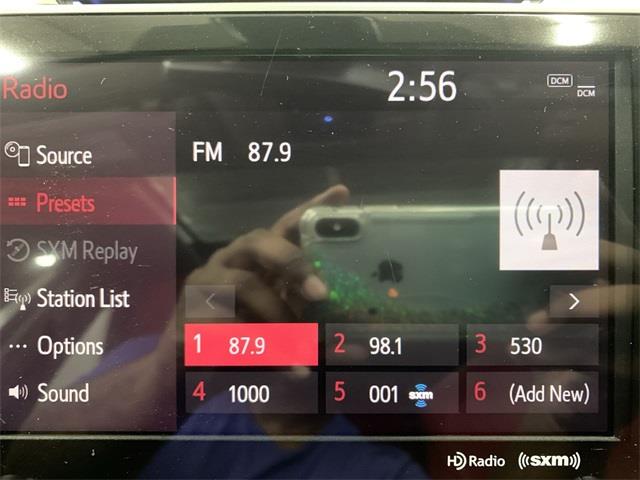 Radio
2:56
DCM
DCM
Source
FM 87.9
Presets
SXM Replay
Station List
Options
1 87.9
2 98.1
3 530
Sound
4 1000
5 001 sxm
6 (Add New)
HD Radio
((sxm))